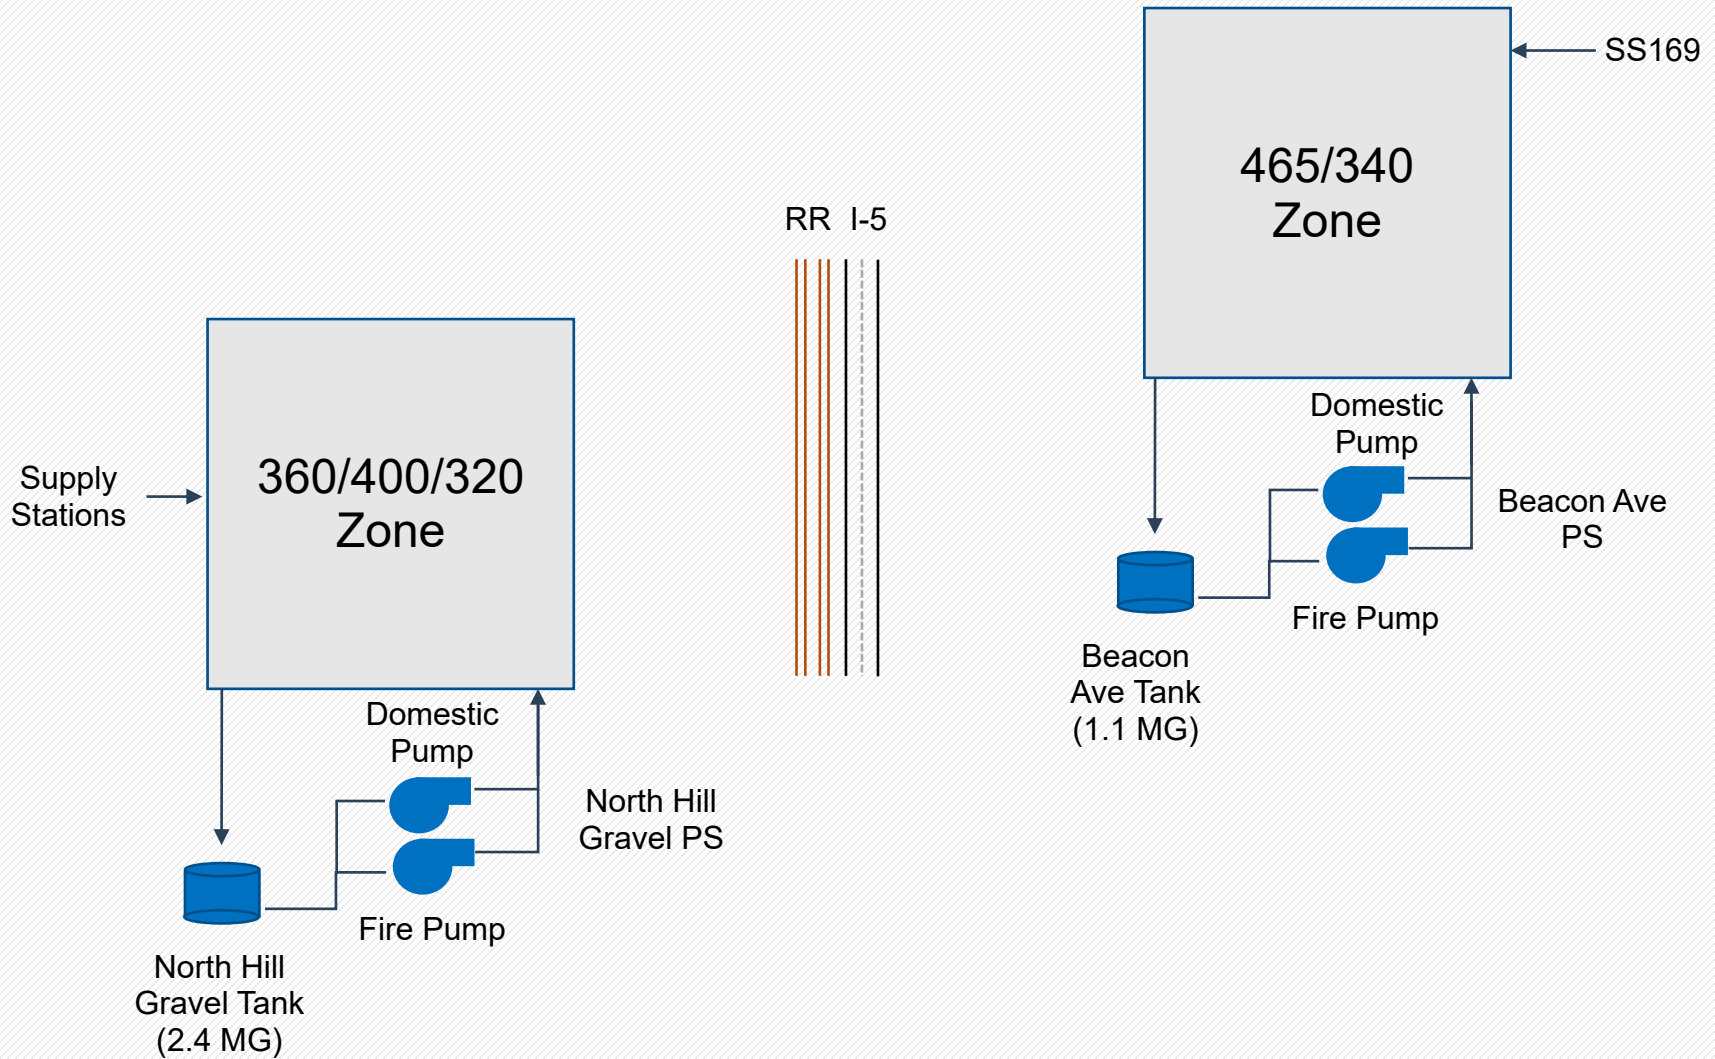 SS169
465/340
Zone
RR I-5
Domestic
Pump
Beacon Ave
PS
Fire Pump
Beacon
Ave Tank
(1.1 MG)
360/400/320
Zone
Supply
Stations
Domestic
Pump
North Hill
Gravel PS
Fire Pump
North Hill
Gravel Tank
(2.4 MG)